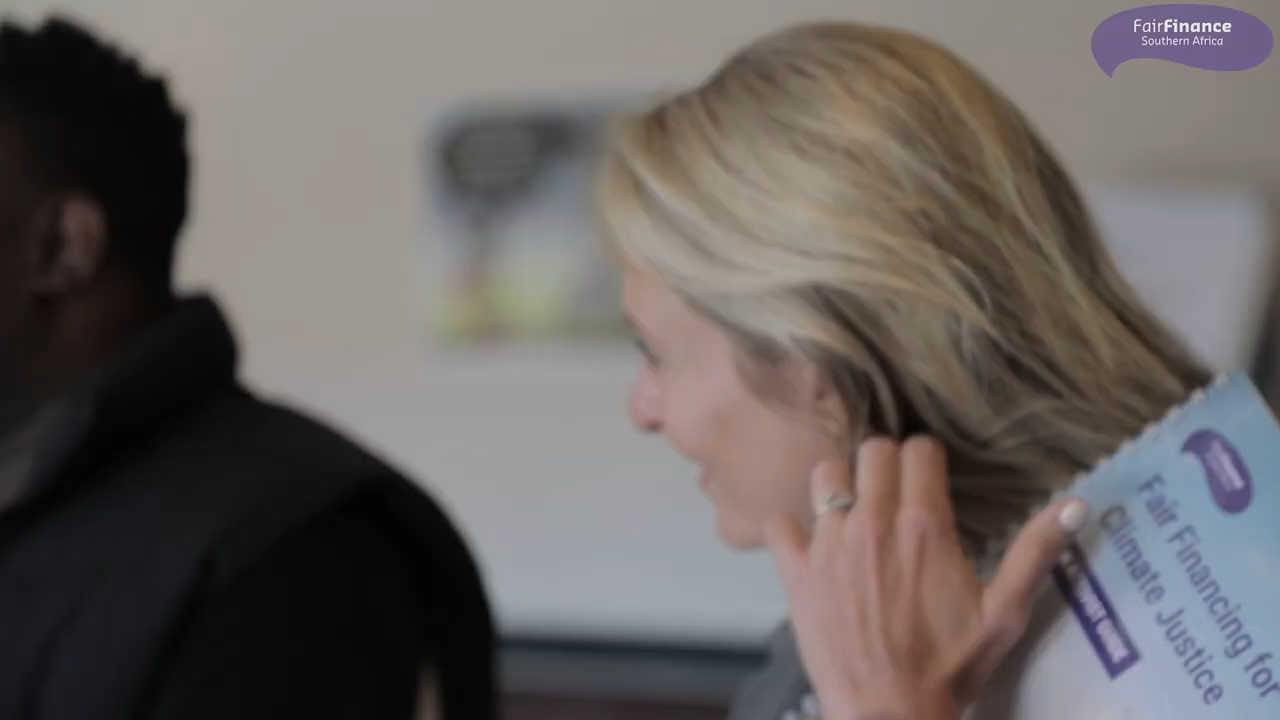 FairFinance
Southern Africa
Fair Financing for
Climate Justice